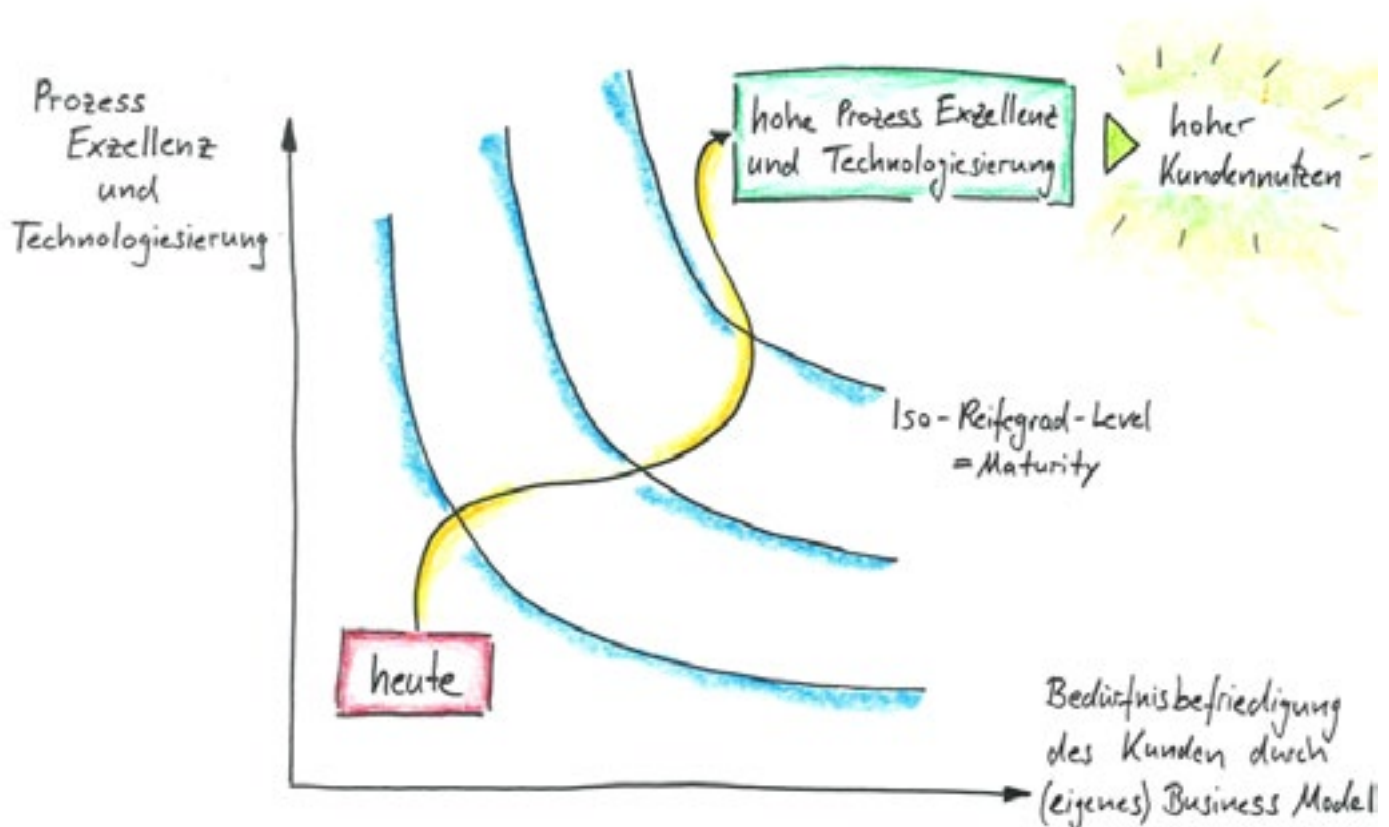 Prozess
Exzellenz
und
Technologiesierung
hohe Prozess Exzellenz
und Technologiesierung
hoher
Kundennutzen
Iso-Reifegrad-Level
= Maturity
heute
Bedürfnisbefriedigung
des Kunden durch
(eigenes) Business Model